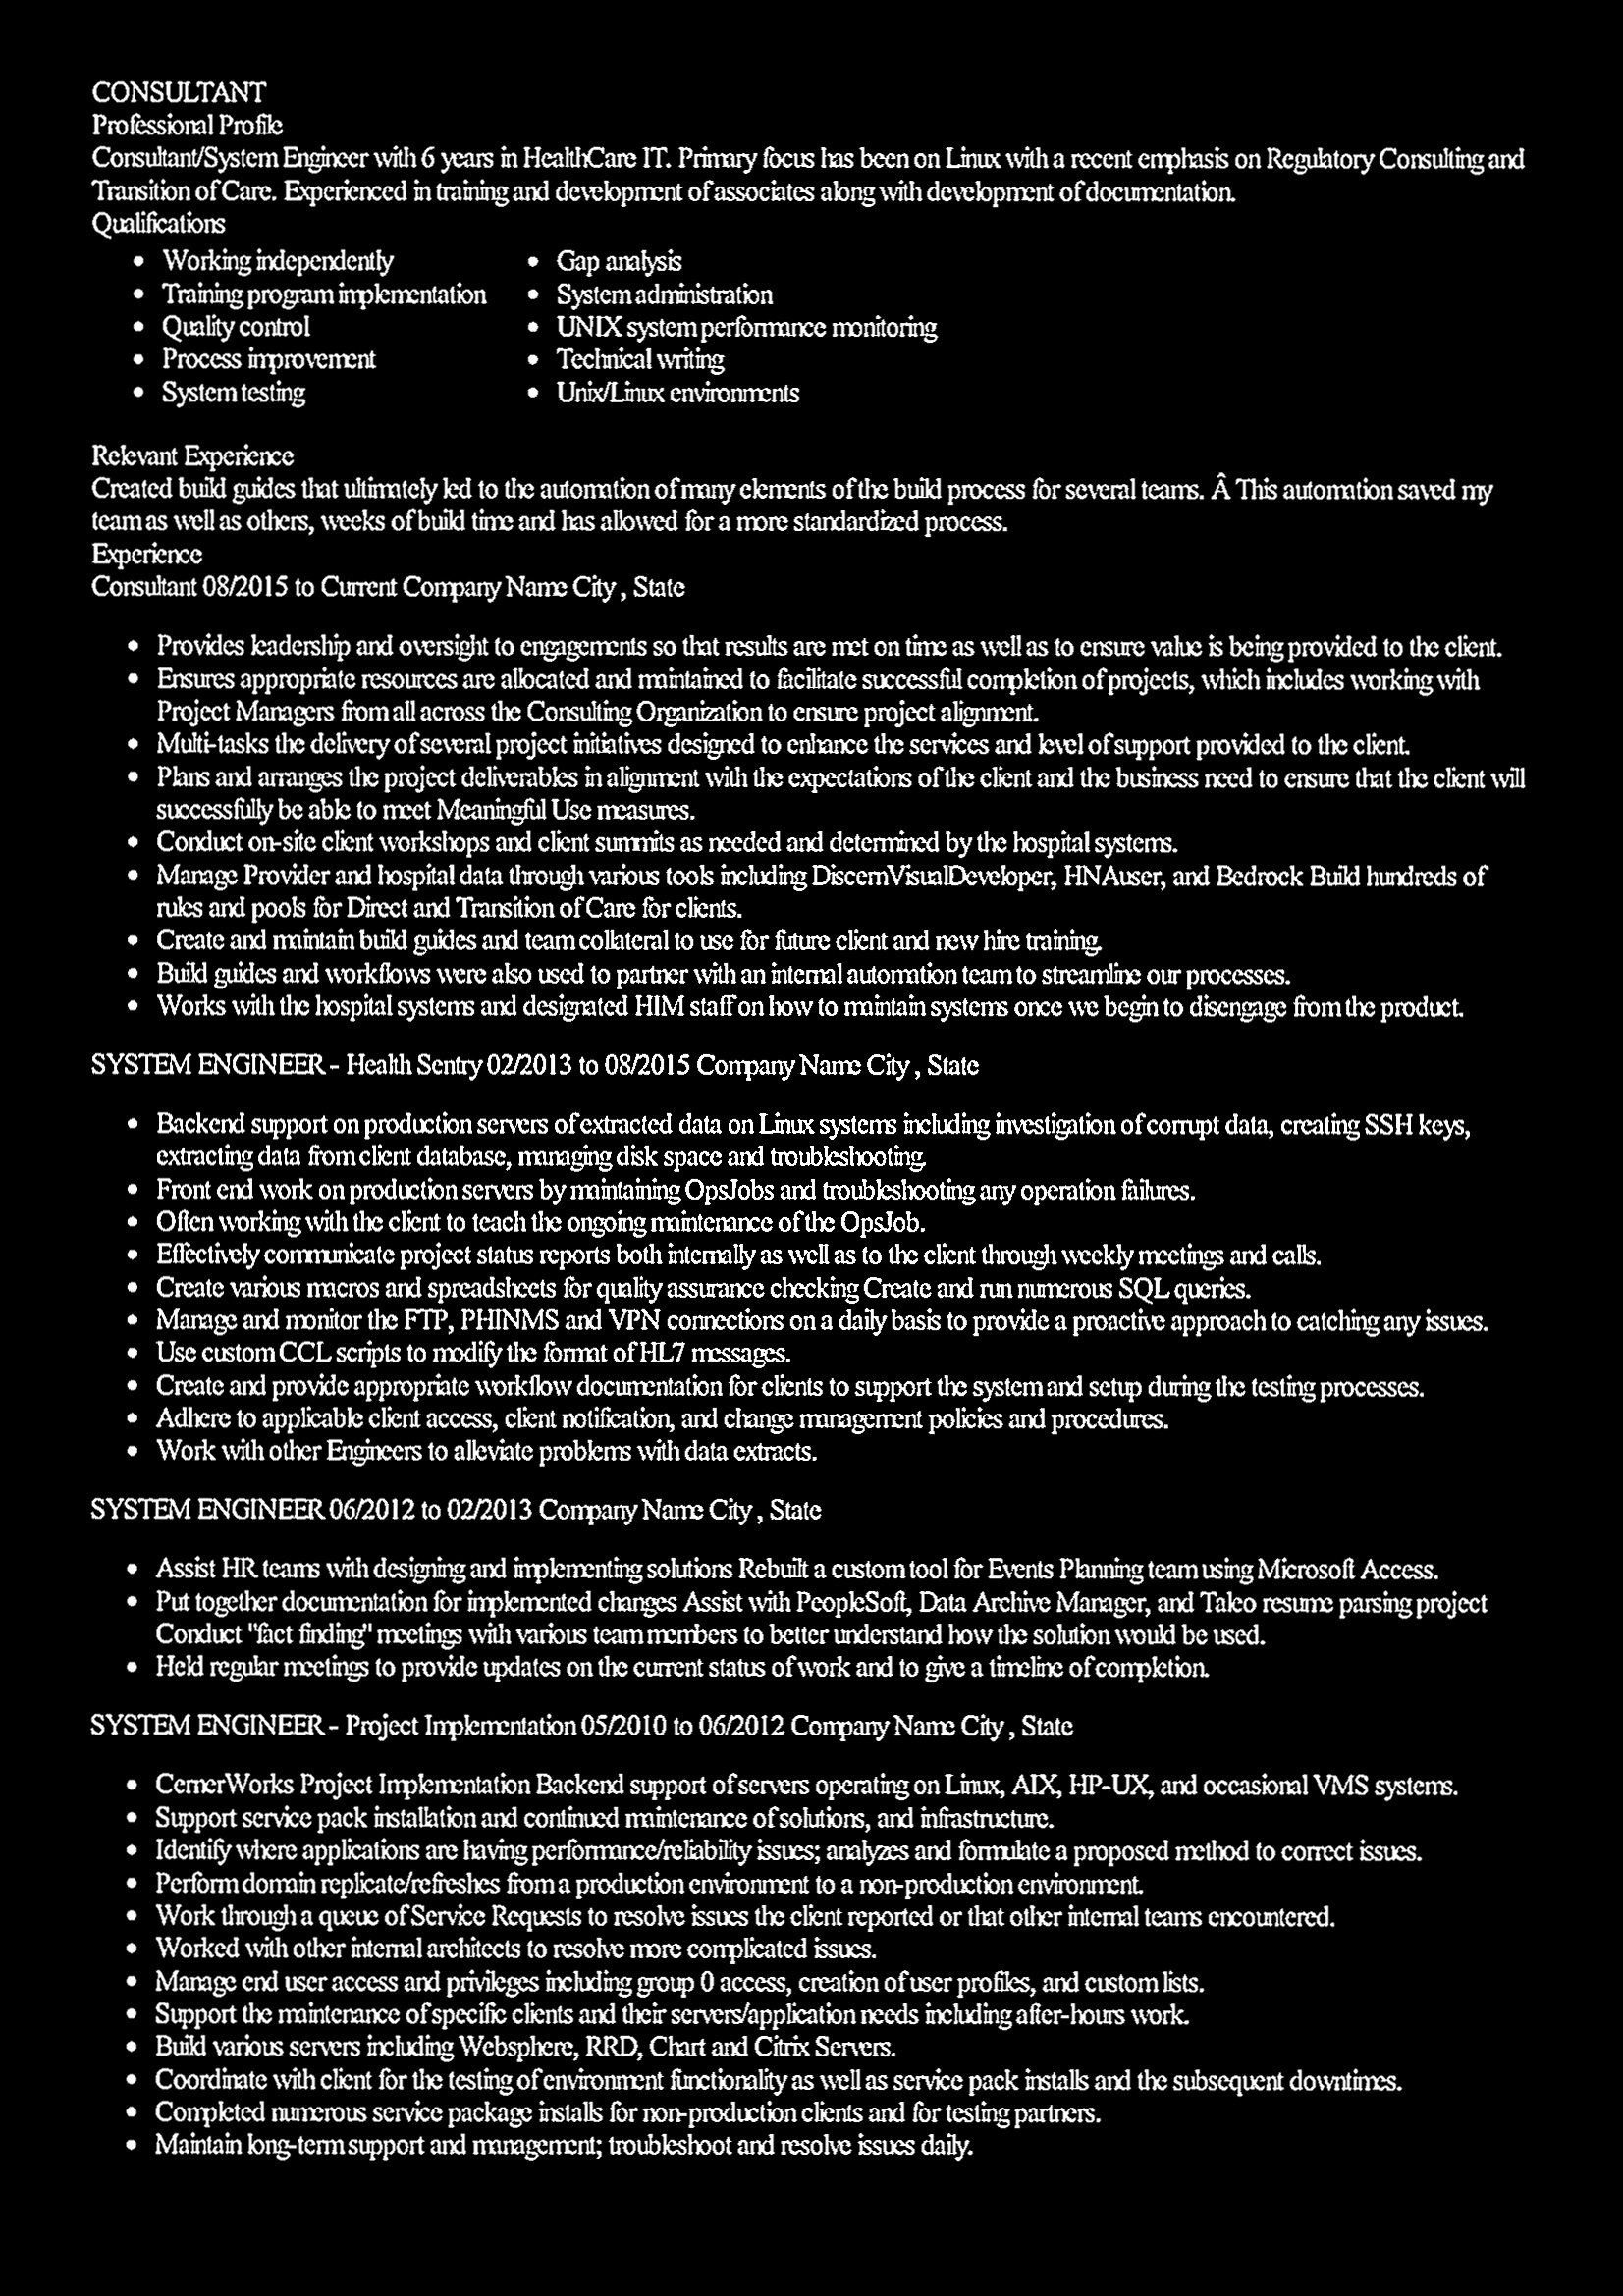 CONSULTANT
Professional Profile
Consultant/System Engineer with 6 years in HealthCare IT. Primary focus has been on Linux with a recent emphasis on Regulatory Consulting and
Transition of Care. Experienced in training and development of associates along with development of documentation.
Qualifications
• Working independently
• Training program implementation
• Quality control
• Process improvement
• System testing
• Gap analysis
• System administration
• UNIX system performance monitoring
• Technical writing
• Unix/Linux environments
Relevant Experience
Created build guides that ultimately led to the automation of many elements of the build process for several teams. Â This automation saved my
team as well as others, weeks of build time and has allowed for a more standardized process.
Experience
Consultant 08/2015 to Current Company Name City , State
• Provides leadership and oversight to engagements so that results are met on time as well as to ensure value is being provided to the client.
• Ensures appropriate resources are allocated and maintained to facilitate successful completion of projects, which includes working with
Project Managers from all across the Consulting Organization to ensure project alignment.
• Multi-tasks the delivery of several project initiatives designed to enhance the services and level of support provided to the client.
• Plans and arranges the project deliverables in alignment with the expectations of the client and the business need to ensure that the client will
successfully be able to meet Meaningful Use measures.
• Conduct on-site client workshops and client summits as needed and determined by the hospital systems.
• Manage Provider and hospital data through various tools including DiscernVisualDeveloper, HNAuser, and Bedrock Build hundreds of
rules and pools for Direct and Transition of Care for clients.
• Create and maintain build guides and team collateral to use for future client and new hire training.
• Build guides and workflows were also used to partner with an internal automation team to streamline our processes.
• Works with the hospital systems and designated HIM staff on how to maintain systems once we begin to disengage from the product.
SYSTEM ENGINEER - Health Sentry 02/2013 to 08/2015 Company Name City , State
• Backend support on production servers of extracted data on Linux systems including investigation of corrupt data, creating SSH keys,
extracting data from client database, managing disk space and troubleshooting.
• Front end work on production servers by maintaining OpsJobs and troubleshooting any operation failures.
• Often working with the client to teach the ongoing maintenance of the OpsJob.
• Effectively communicate project status reports both internally as well as to the client through weekly meetings and calls.
• Create various macros and spreadsheets for quality assurance checking Create and run numerous SQL queries.
• Manage and monitor the FTP, PHINMS and VPN connections on a daily basis to provide a proactive approach to catching any issues.
• Use custom CCL scripts to modify the format of HL7 messages.
• Create and provide appropriate workflow documentation for clients to support the system and setup during the testing processes.
• Adhere to applicable client access, client notification, and change management policies and procedures.
• Work with other Engineers to alleviate problems with data extracts.
SYSTEM ENGINEER 06/2012 to 02/2013 Company Name City , State
• Assist HR teams with designing and implementing solutions Rebuilt a custom tool for Events Planning team using Microsoft Access.
• Put together documentation for implemented changes Assist with PeopleSoft, Data Archive Manager, and Taleo resume parsing project
Conduct "fact finding" meetings with various team members to better understand how the solution would be used.
• Held regular meetings to provide updates on the current status of work and to give a timeline of completion.
SYSTEM ENGINEER - Project Implementation 05/2010 to 06/2012 Company Name City , State
• CernerWorks Project Implementation Backend support of servers operating on Linux, AIX, HP-UX, and occasional VMS systems.
• Support service pack installation and continued maintenance of solutions, and infrastructure.
• Identify where applications are having performance/reliability issues; analyzes and formulate a proposed method to correct issues.
• Perform domain replicate/refreshes from a production environment to a non-production environment.
• Work through a queue of Service Requests to resolve issues the client reported or that other internal teams encountered.
• Worked with other internal architects to resolve more complicated issues.
• Manage end user access and privileges including group 0 access, creation of user profiles, and custom lists.
• Support the maintenance of specific clients and their servers/application needs including after-hours work.
• Build various servers including Websphere, RRD, Chart and Citrix Servers.
• Coordinate with client for the testing of environment functionality as well as service pack installs and the subsequent downtimes.
• Completed numerous service package installs for non-production clients and for testing partners.
• Maintain long-term support and management; troubleshoot and resolve issues daily.